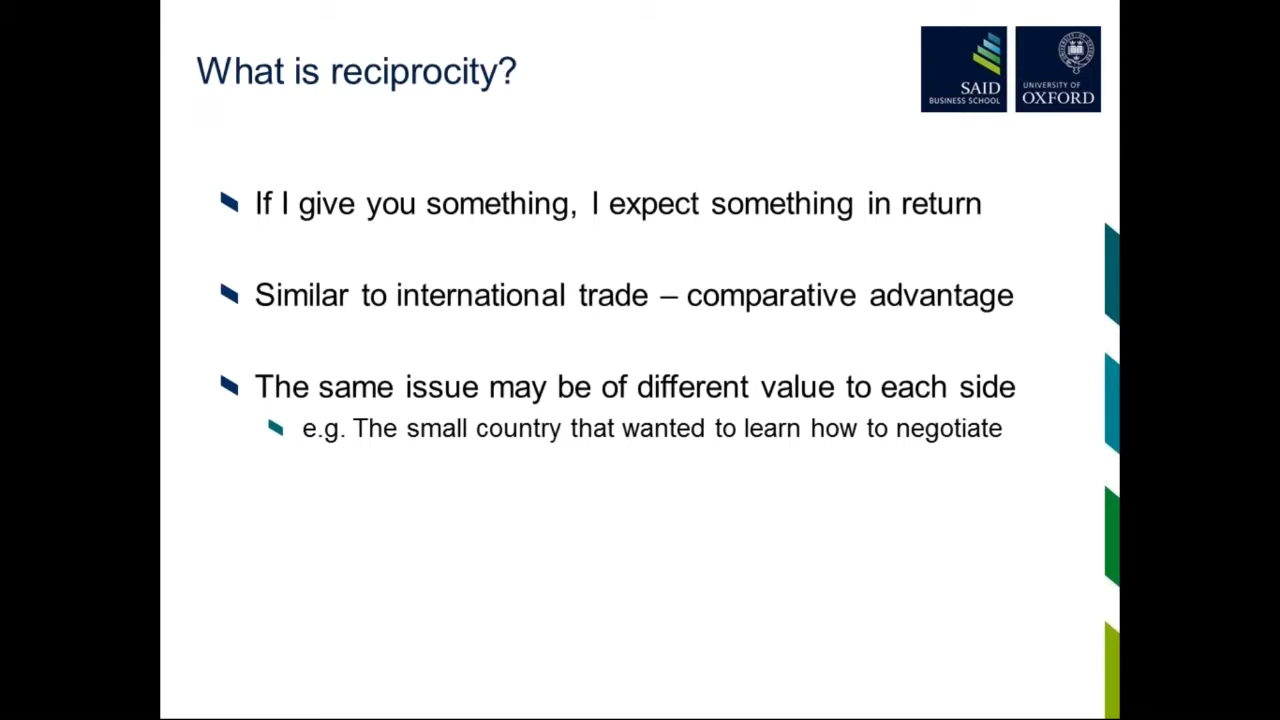 What is reciprocity?
SAID
BUSINESS SCHOOL
UNIVERSITY OF
OXFORD
If I give you something, I expect something in return
Similar to international trade – comparative advantage
The same issue may be of different value to each side
e.g. The small country that wanted to learn how to negotiate